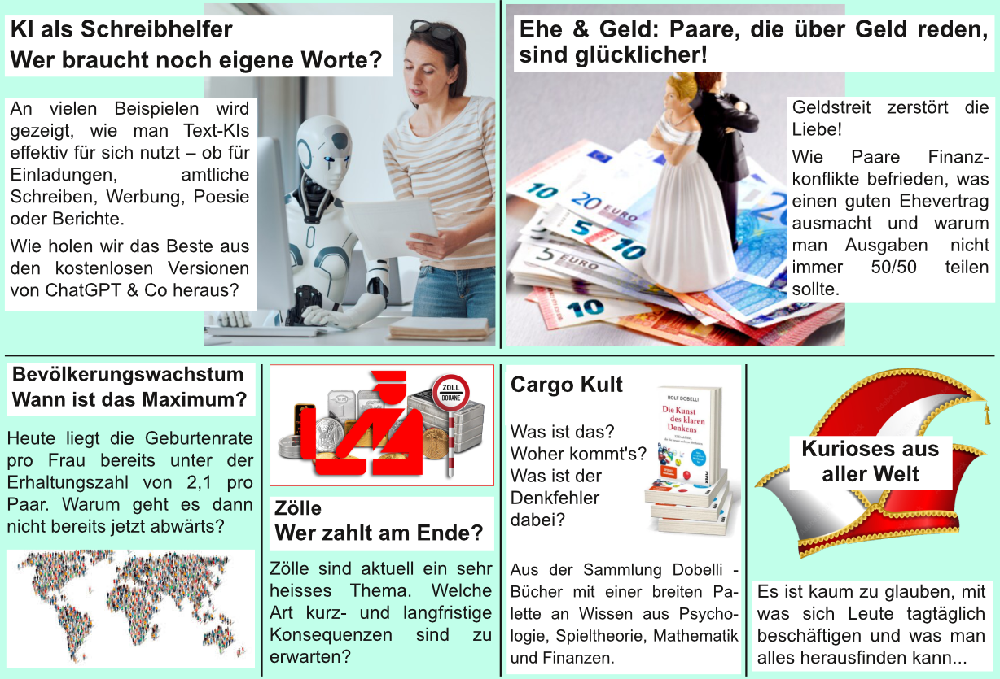 KI als Schreibhelfer
Wer braucht noch eigene Worte?
An vielen Beispielen wird
gezeigt, wie man Text-KIs
effektiv für sich nutzt – ob für
Einladungen, amtliche
Schreiben, Werbung, Poesie
oder Berichte.
Wie holen wir das Beste aus
den kostenlosen Versionen
von ChatGPT & Co heraus?
Ehe & Geld: Paare, die über Geld reden,
sind glücklicher!
Geldstreit zerstört die
Liebe!
Wie Paare Finanz-
konflikte befrieden, was
einen guten Ehevertrag
ausmacht und warum
man Ausgaben nicht
immer 50/50 teilen
sollte.
10
20 EURO
5
10
5 EURO
10
20
Bevölkerungswachstum
Wann ist das Maximum?
Heute liegt die Geburtenrate
pro Frau bereits unter der
Erhaltungszahl von 2,1 pro
Paar. Warum geht es dann
nicht bereits jetzt abwärts?
ZOLL
DOUANE
Zölle
Wer zahlt am Ende?
Zölle sind aktuell ein sehr
heisses Thema. Welche
Art kurz- und langfristige
Konsequenzen sind zu
erwarten?
Cargo Kult
Was ist das?
Woher kommt's?
Was ist der
Denkfehler
dabei?
ROLF DOBELLI
Die Kunst
des klaren
Denkens
Aus der Sammlung Dobelli -
Bücher mit einer breiten Pa-
lette an Wissen aus Psycho-
logie, Spieltheorie, Mathematik
und Finanzen.
Kurioses aus
aller Welt
Es ist kaum zu glauben, mit
was sich Leute tagtäglich
beschäftigen und was man
alles herausfinden kann...